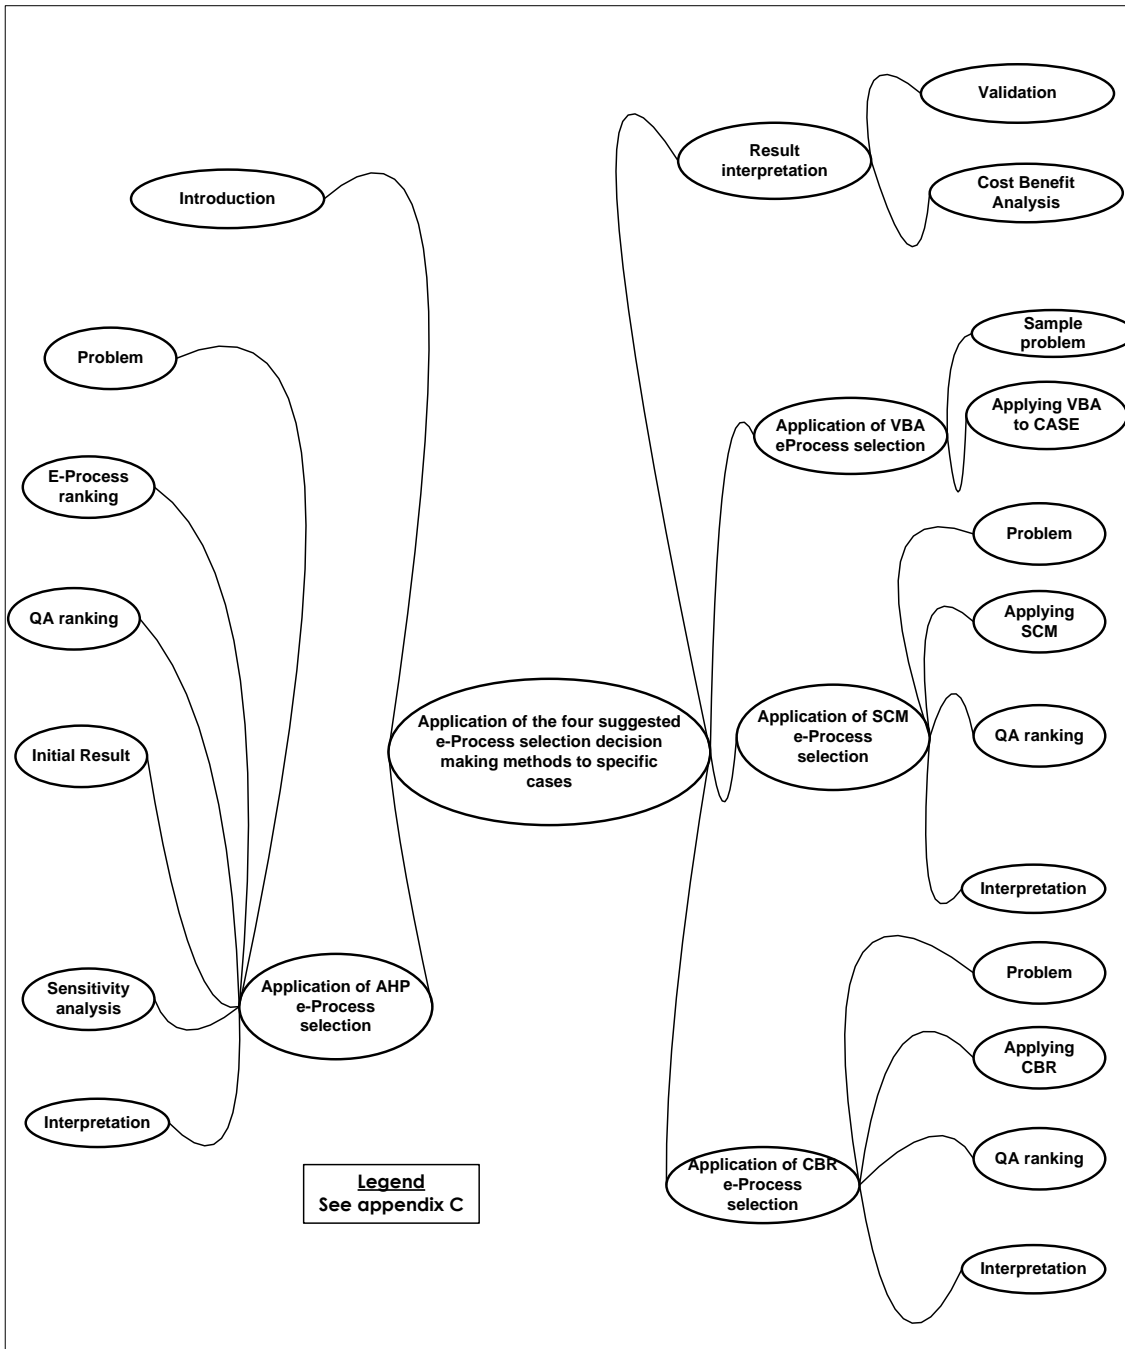 Introduction
Problem
E-Process
ranking
QA ranking
Initial Result
Sensitivity
analysis
Interpretation
Application of AHP
e-Process
selection
Application of the four suggested
e-Process selection decision
making methods to specific
cases
Result
interpretation
Validation
Cost Benefit
Analysis
Application of VBA
eProcess selection
Sample
problem
Applying VBA
to CASE
Application of SCM
e-Process
selection
Problem
Applying
SCM
QA ranking
Interpretation
Application of CBR
e-Process
selection
Problem
Applying
CBR
QA ranking
Interpretation
Legend
See appendix C